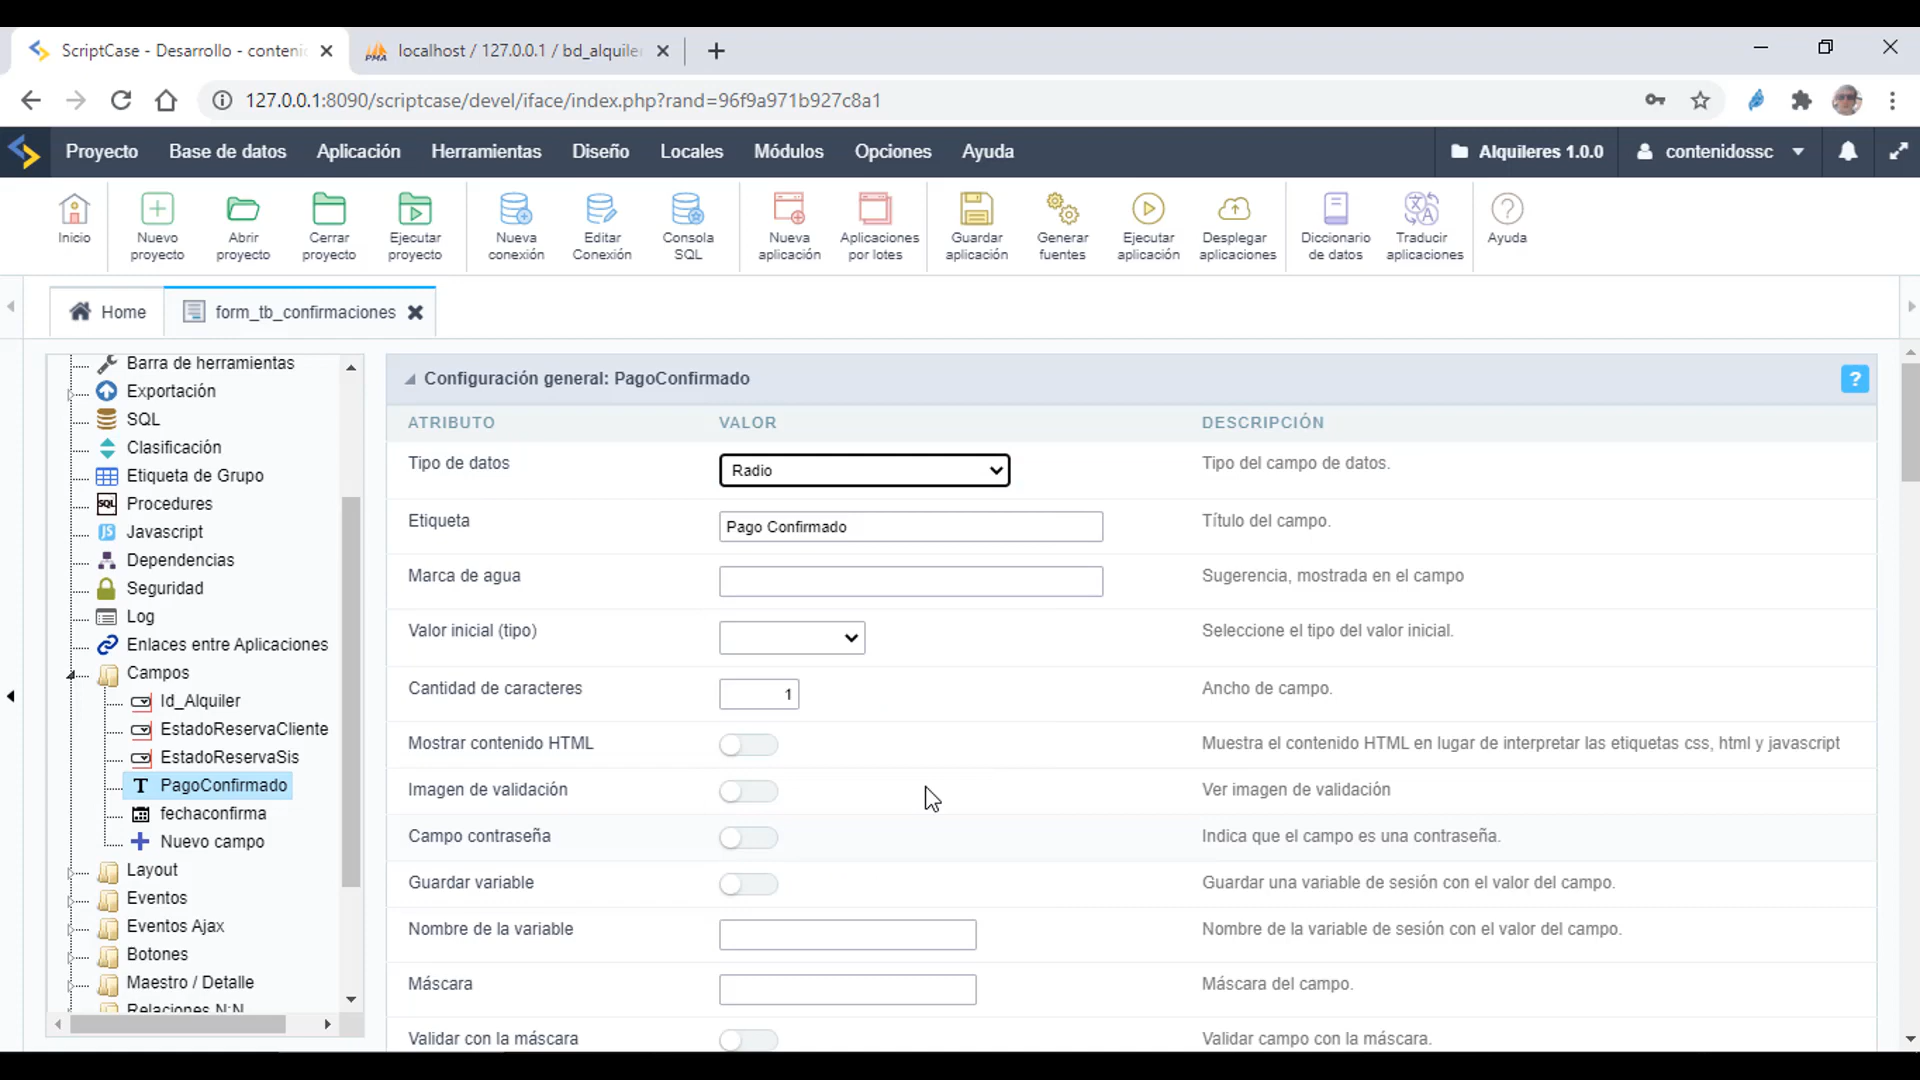 ScriptCase - Desarrollo - conteni
localhost / 127.0.0.1 / bd_alquile
127.0.0.1:8090/scriptcase/devel/iface/index.php?rand=96f9a971b927c8a1
Proyecto Base de datos Aplicación Herramientas Diseño Locales Módulos Opciones Ayuda Alquileres 1.0.0 contenidossc
Inicio
Nuevo proyecto
Abrir proyecto
Cerrar proyecto
Ejecutar proyecto
Nueva conexión
Editar Conexión
Consola SQL
Nueva aplicación
Aplicaciones por lotes
Guardar aplicación
Generar fuentes
Ejecutar aplicación
Desplegar aplicaciones
Diccionario de datos
Traducir aplicaciones
Ayuda
Home form_tb_confirmaciones
Barra de herramientas
Exportación
SQL
Clasificación
Etiqueta de Grupo
SQL Procedures
JS Javascript
Dependencias
Seguridad
Log
Enlaces entre Aplicaciones
Campos
Id_Alquiler
EstadoReservaCliente
EstadoReservaSis
T PagoConfirmado
fechaconfirma
Nuevo campo
Layout
Eventos
Eventos Ajax
Botones
Maestro / Detalle
Relaciones N:N
Configuración general: PagoConfirmado ?
ATRIBUTO VALOR DESCRIPCIÓN
Tipo de datos Radio Tipo del campo de datos.
Etiqueta Pago Confirmado Título del campo.
Marca de agua Sugerencia, mostrada en el campo
Valor inicial (tipo) Seleccione el tipo del valor inicial.
Cantidad de caracteres 1 Ancho de campo.
Mostrar contenido HTML Muestra el contenido HTML en lugar de interpretar las etiquetas css, html y javascript
Imagen de validación Ver imagen de validación
Campo contraseña Indica que el campo es una contraseña.
Guardar variable Guardar una variable de sesión con el valor del campo.
Nombre de la variable Nombre de la variable de sesión con el valor del campo.
Máscara Máscara del campo.
Validar con la máscara Validar campo con la máscara.